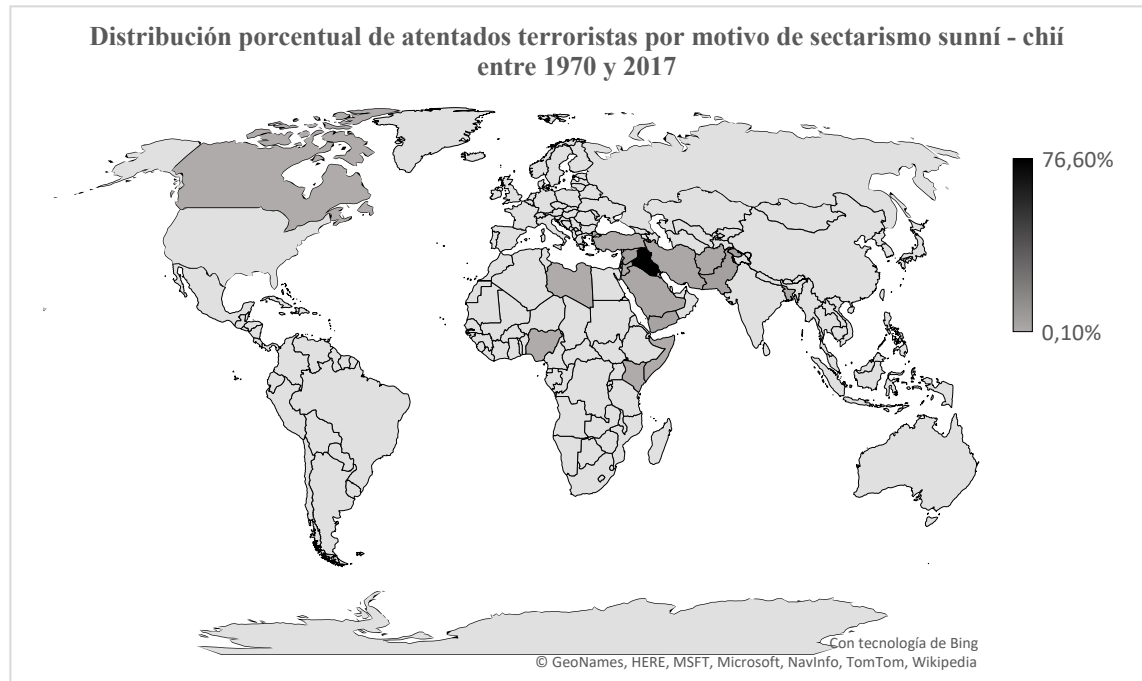 Distribución porcentual de atentados terroristas por motivo de sectarismo sunní - chií
entre 1970 y 2017
76,60%
0,10%
Con tecnología de Bing
© GeoNames, HERE, MSFT, Microsoft, NavInfo, TomTom, Wikipedia